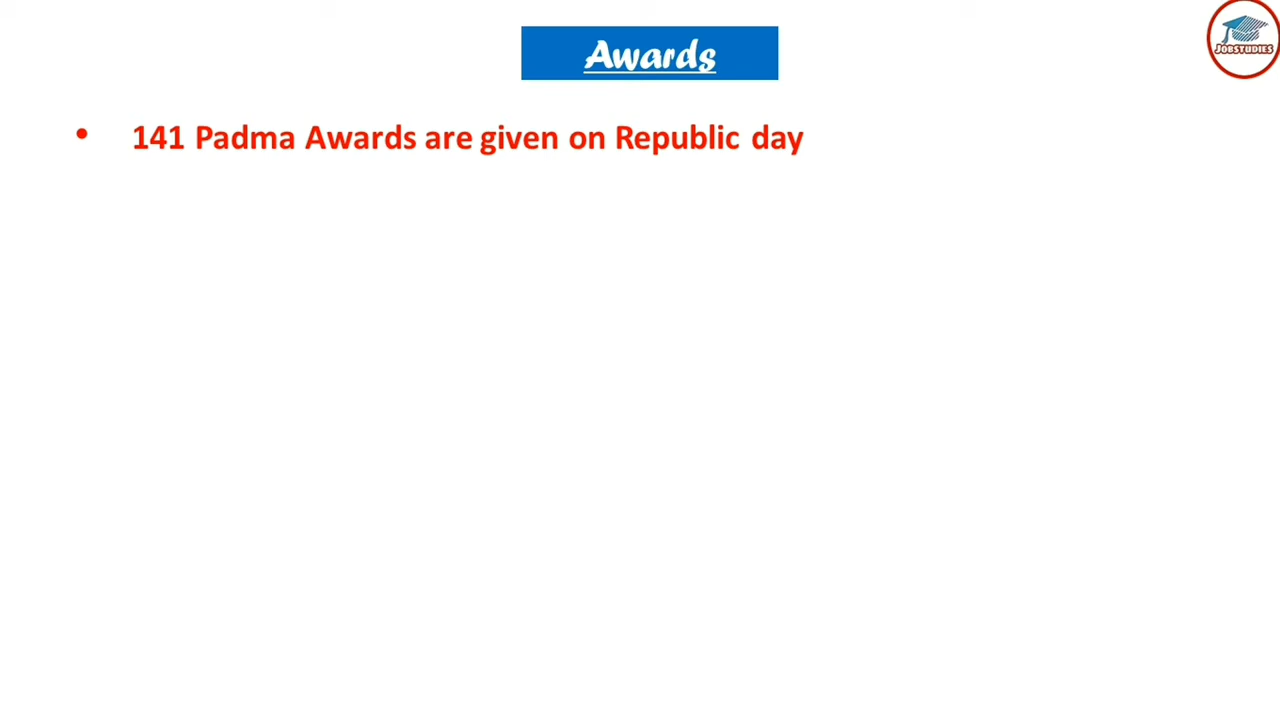 Awards
JOBSTUDIES
• 141 Padma Awards are given on Republic day